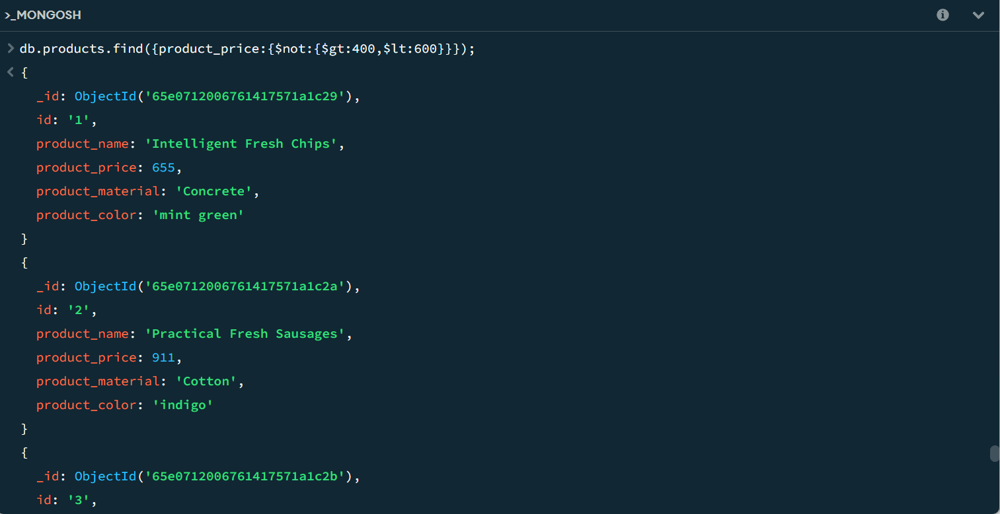 >_MONGOSH
> db.products.find({product_price:{$not:{$gt:400,$lt:600}}});
< {
_id: ObjectId('65e0712006761417571a1c29'),
id: '1',
product_name: 'Intelligent Fresh Chips',
product_price: 655,
product_material: 'Concrete',
product_color: 'mint green'
}
{
_id: ObjectId('65e0712006761417571a1c2a'),
id: '2',
product_name: 'Practical Fresh Sausages',
product_price: 911,
product_material: 'Cotton',
product_color: 'indigo'
}
{
_id: ObjectId('65e0712006761417571a1c2b'),
id: '3',